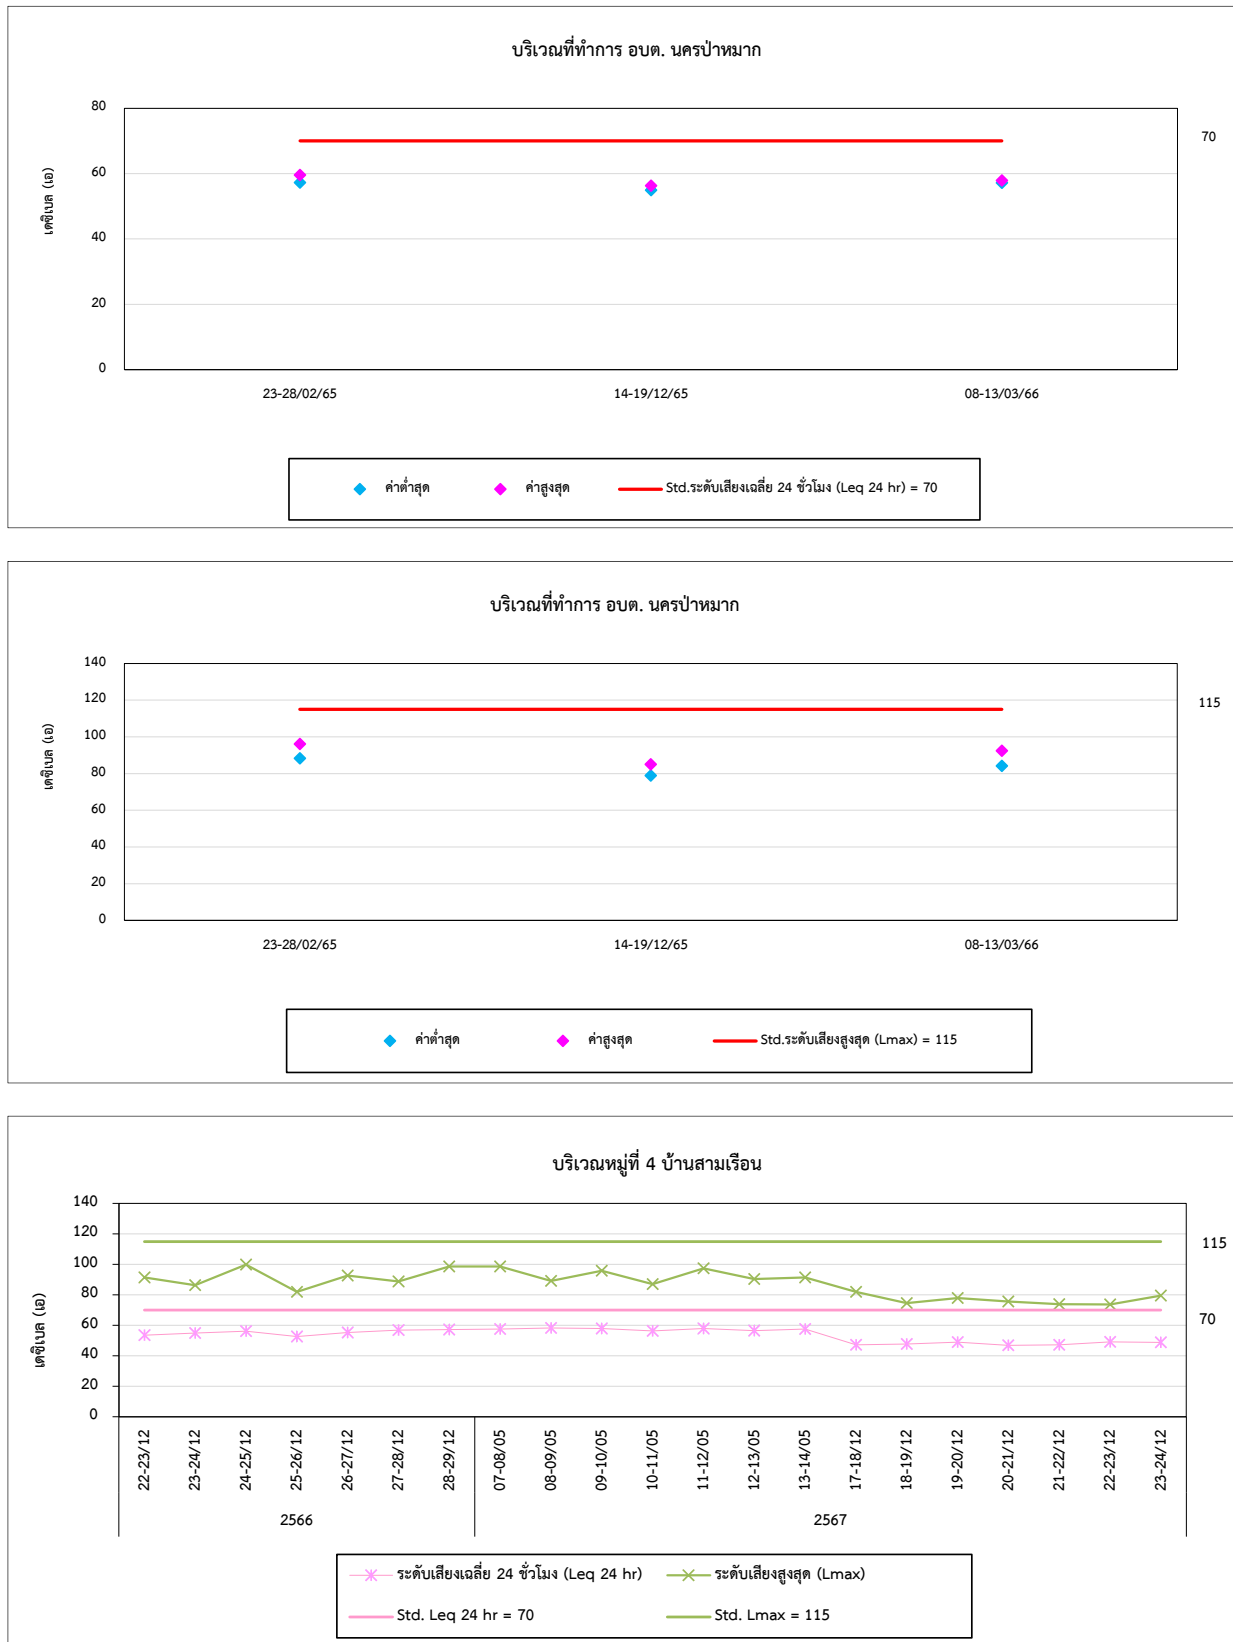 บริเวณที่ทำการ อบต. นครป่าหมาก
เดซิเบล (เอ)
80
60
40
20
0
70
23-28/02/65 14-19/12/65 08-13/03/66
ค่าต่ำสุด ค่าสูงสุด Std.ระดับเสียงเฉลี่ย 24 ชั่วโมง (Leq 24 hr) = 70
บริเวณที่ทำการ อบต. นครป่าหมาก
เดซิเบล (เอ)
140
120
100
80
60
40
20
0
115
23-28/02/65 14-19/12/65 08-13/03/66
ค่าต่ำสุด ค่าสูงสุด Std.ระดับเสียงสูงสุด (Lmax) = 115
บริเวณหมู่ที่ 4 บ้านสามเรือน
เดซิเบล (เอ)
140
120
100
80
60
40
20
0
115
70
22-23/12 23-24/12 24-25/12 25-26/12 26-27/12 27-28/12 28-29/12 07-08/05 08-09/05 09-10/05 10-11/05 11-12/05 12-13/05 13-14/05 17-18/12 18-19/12 19-20/12 20-21/12 21-22/12 22-23/12 23-24/12
2566 2567
ระดับเสียงเฉลี่ย 24 ชั่วโมง (Leq 24 hr) ระดับเสียงสูงสุด (Lmax)
Std. Leq 24 hr = 70 Std. Lmax = 115